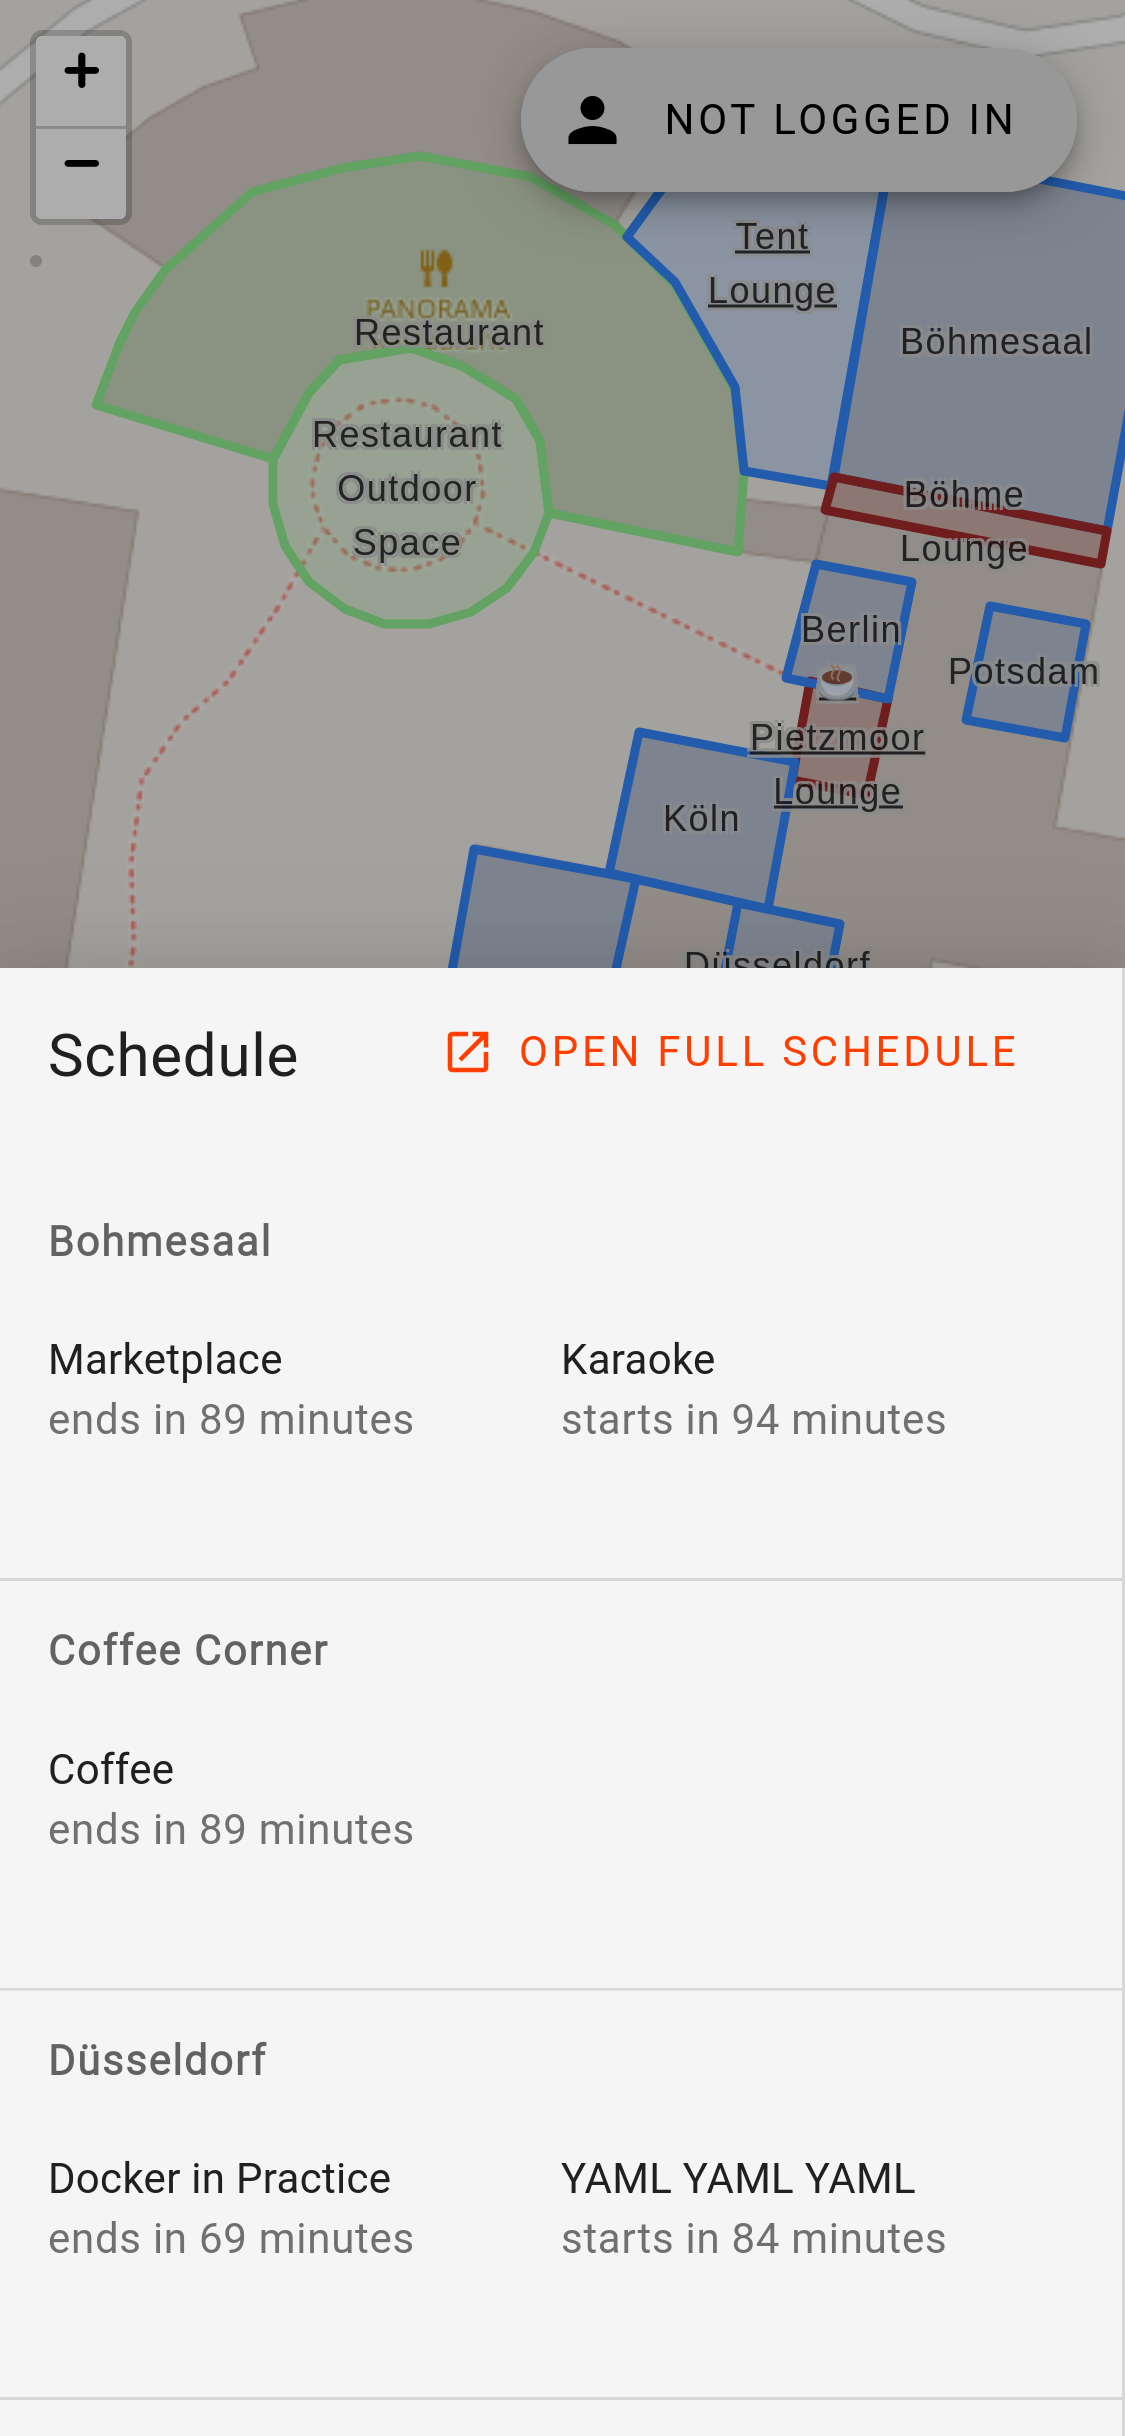 +
−
NOT LOGGED IN
Tent
Lounge
Böhmesaal
PANORAMA
Restaurant
Restaurant
Outdoor
Space
Böhme
Lounge
Berlin
Potsdam
Pietzmoor
Lounge
Köln
Düsseldorf
Schedule
OPEN FULL SCHEDULE
Bohmesaal
Marketplace
ends in 89 minutes
Karaoke
starts in 94 minutes
Coffee Corner
Coffee
ends in 89 minutes
Düsseldorf
Docker in Practice
ends in 69 minutes
YAML YAML YAML
starts in 84 minutes